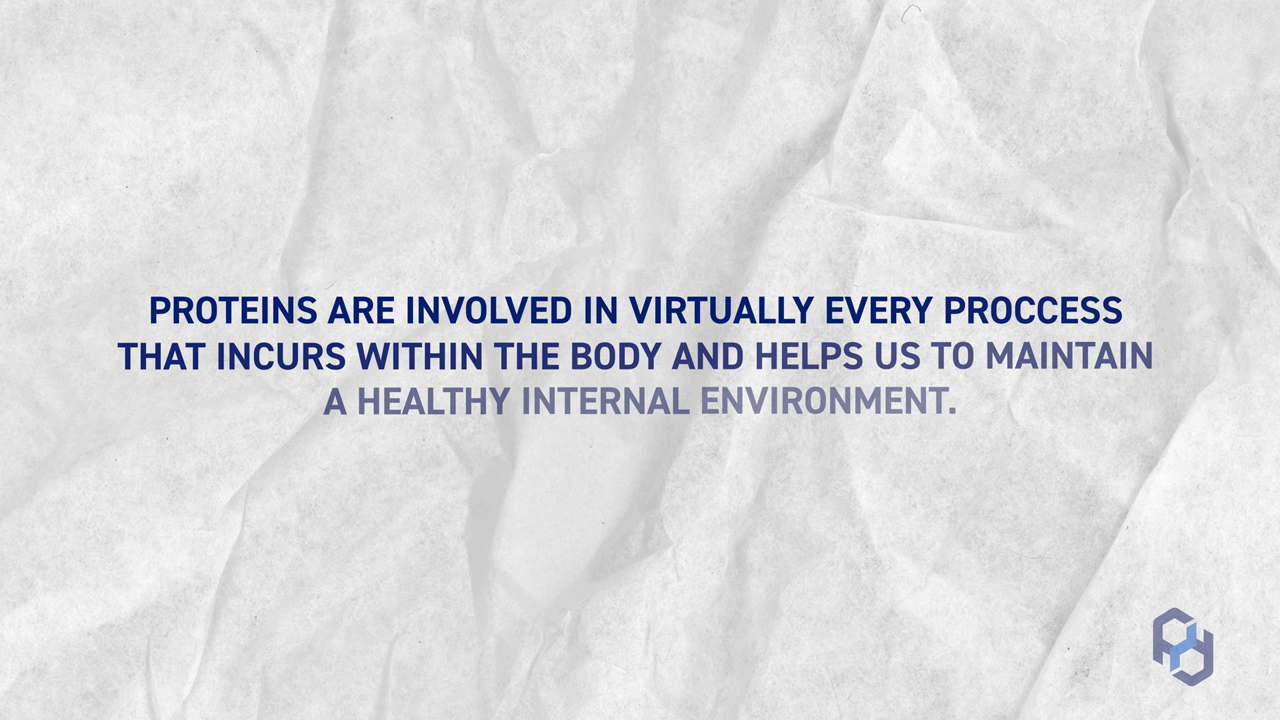 PROTEINS ARE INVOLVED IN VIRTUALLY EVERY PROCCESS
THAT INCURS WITHIN THE BODY AND HELPS US TO MAINTAIN
A HEALTHY INTERNAL ENVIRONMENT.